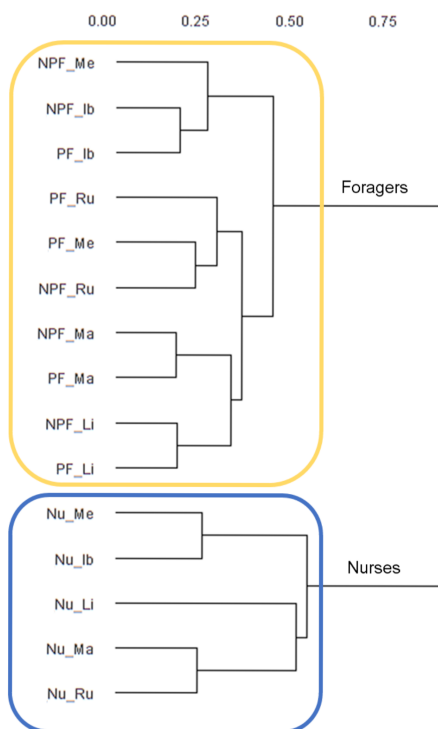 0.00 0.25 0.50 0.75
NPF_Me
NPF_Ib
PF_Ib
PF_Ru
Foragers
PF_Me
NPF_Ru
NPF_Ma
PF_Ma
NPF_Li
PF_Li
Nu_Me
Nu_Ib
Nurses
Nu_Li
Nu_Ma
Nu_Ru